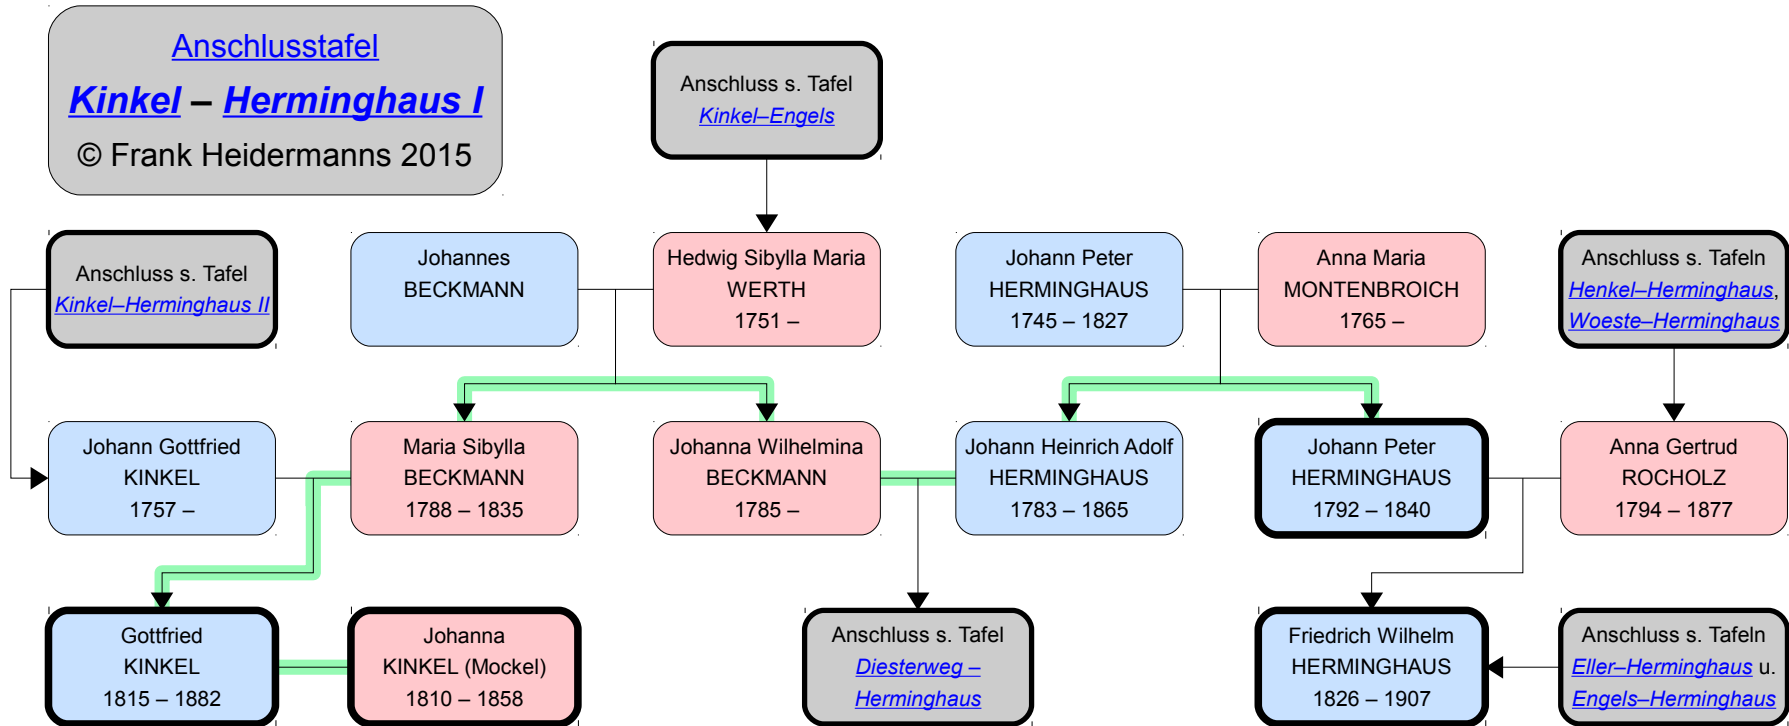 Anschlusstafel
Kinkel – Herminghaus I
© Frank Heidermanns 2015
Anschluss s. Tafel
Kinkel–Engels
Anschluss s. Tafel
Kinkel–Herminghaus II
Johannes
BECKMANN
Hedwig Sibylla Maria
WERTH
1751 –
Johann Peter
HERMINGHAUS
1745 – 1827
Anna Maria
MONTENBROICH
1765 –
Anschluss s. Tafeln
Henkel–Herminghaus,
Woeste–Herminghaus
Johann Gottfried
KINKEL
1757 –
Maria Sibylla
BECKMANN
1788 – 1835
Johanna Wilhelmina
BECKMANN
1785 –
Johann Heinrich Adolf
HERMINGHAUS
1783 – 1865
Johann Peter
HERMINGHAUS
1792 – 1840
Anna Gertrud
ROCHOLZ
1794 – 1877
Gottfried
KINKEL
1815 – 1882
Johanna
KINKEL (Mockel)
1810 – 1858
Anschluss s. Tafel
Diesterweg –
Herminghaus
Friedrich Wilhelm
HERMINGHAUS
1826 – 1907
Anschluss s. Tafeln
Eller–Herminghaus u.
Engels–Herminghaus